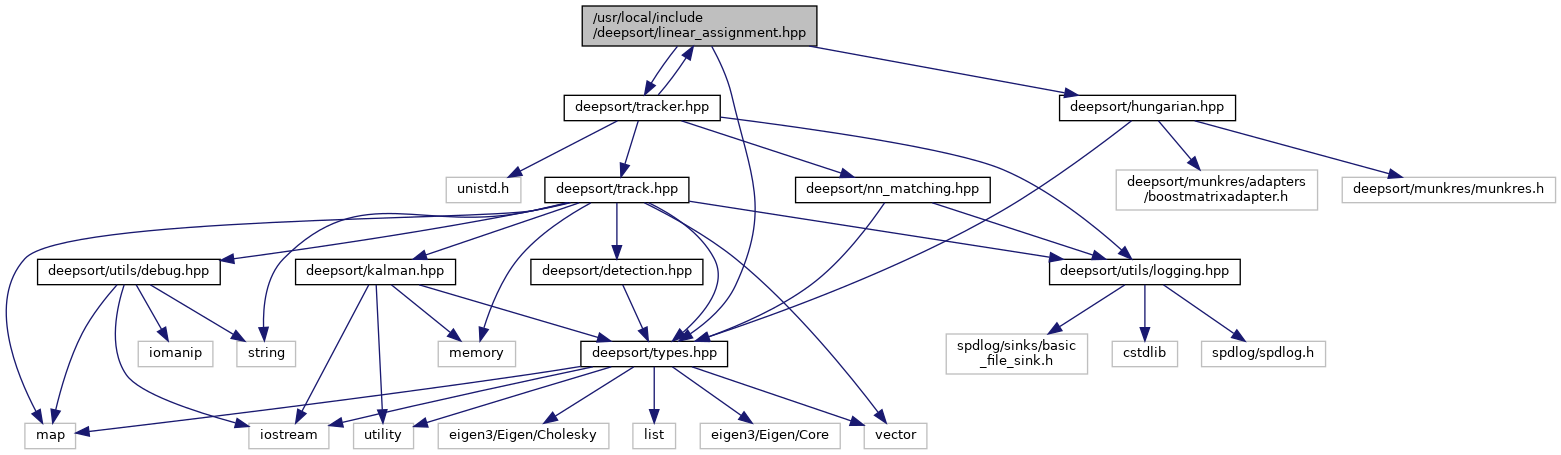 /usr/local/include
/deepsort/linear_assignment.hpp
deepsort/tracker.hpp
deepsort/hungarian.hpp
unistd.h
deepsort/track.hpp
deepsort/nn_matching.hpp
deepsort/munkres/adapters
/boostmatrixadapter.h
deepsort/munkres/munkres.h
deepsort/utils/debug.hpp
deepsort/kalman.hpp
deepsort/detection.hpp
deepsort/utils/logging.hpp
iomanip
string
memory
deepsort/types.hpp
spdlog/sinks/basic
_file_sink.h
cstdlib
spdlog/spdlog.h
map
iostream
utility
eigen3/Eigen/Cholesky
list
eigen3/Eigen/Core
vector